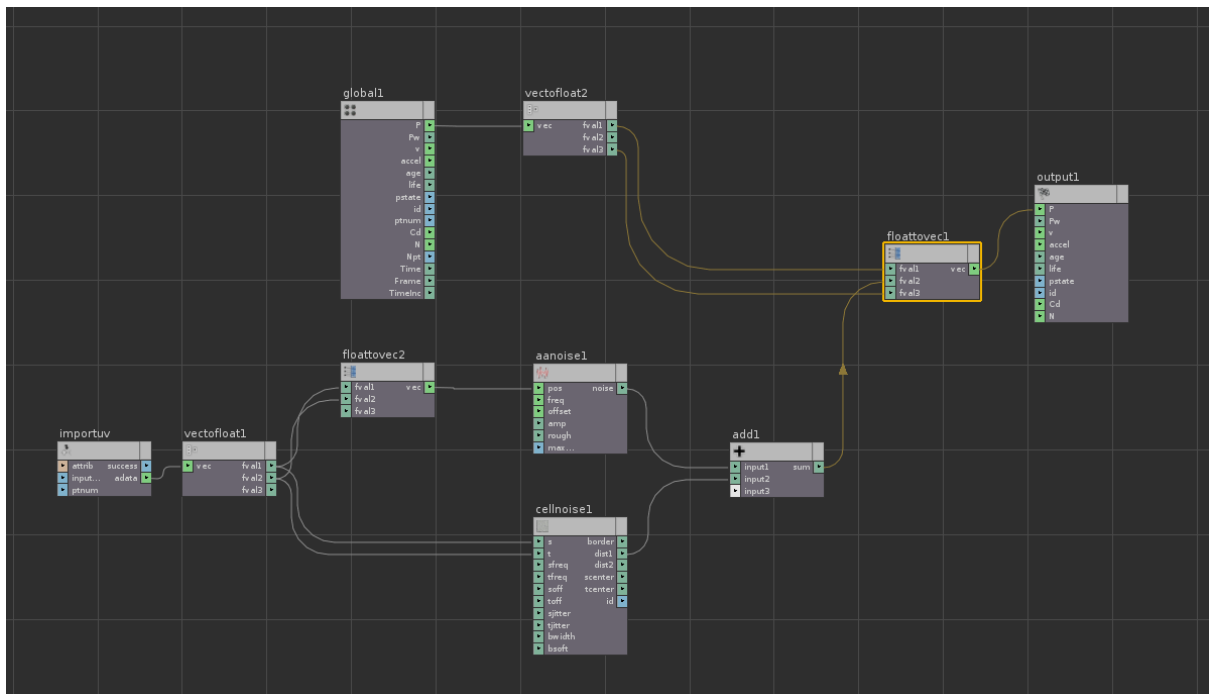 global1
P
Pw
v
accel
age
life
pstate
id
ptnum
Cd
N
Npt
Time
Frame
TimeInc
vectofloat2
vec fval1
fval2
fval3
output1
P
Pw
v
accel
age
life
pstate
id
Cd
N
floattovec1
fval1 vec
fval2
fval3
floattovec2
fval1 vec
fval2
fval3
aanoise1
pos noise
freq
offset
amp
rough
max...
importuv
attrib success
input... adata
ptnum
vectofloat1
vec fval1
fval2
fval3
add1
input1 sum
input2
input3
cellnoise1
s border
t dist1
sfreq dist2
tfreq scenter
soff tcenter
toff id
sjitter
tjitter
bwidth
bsoft